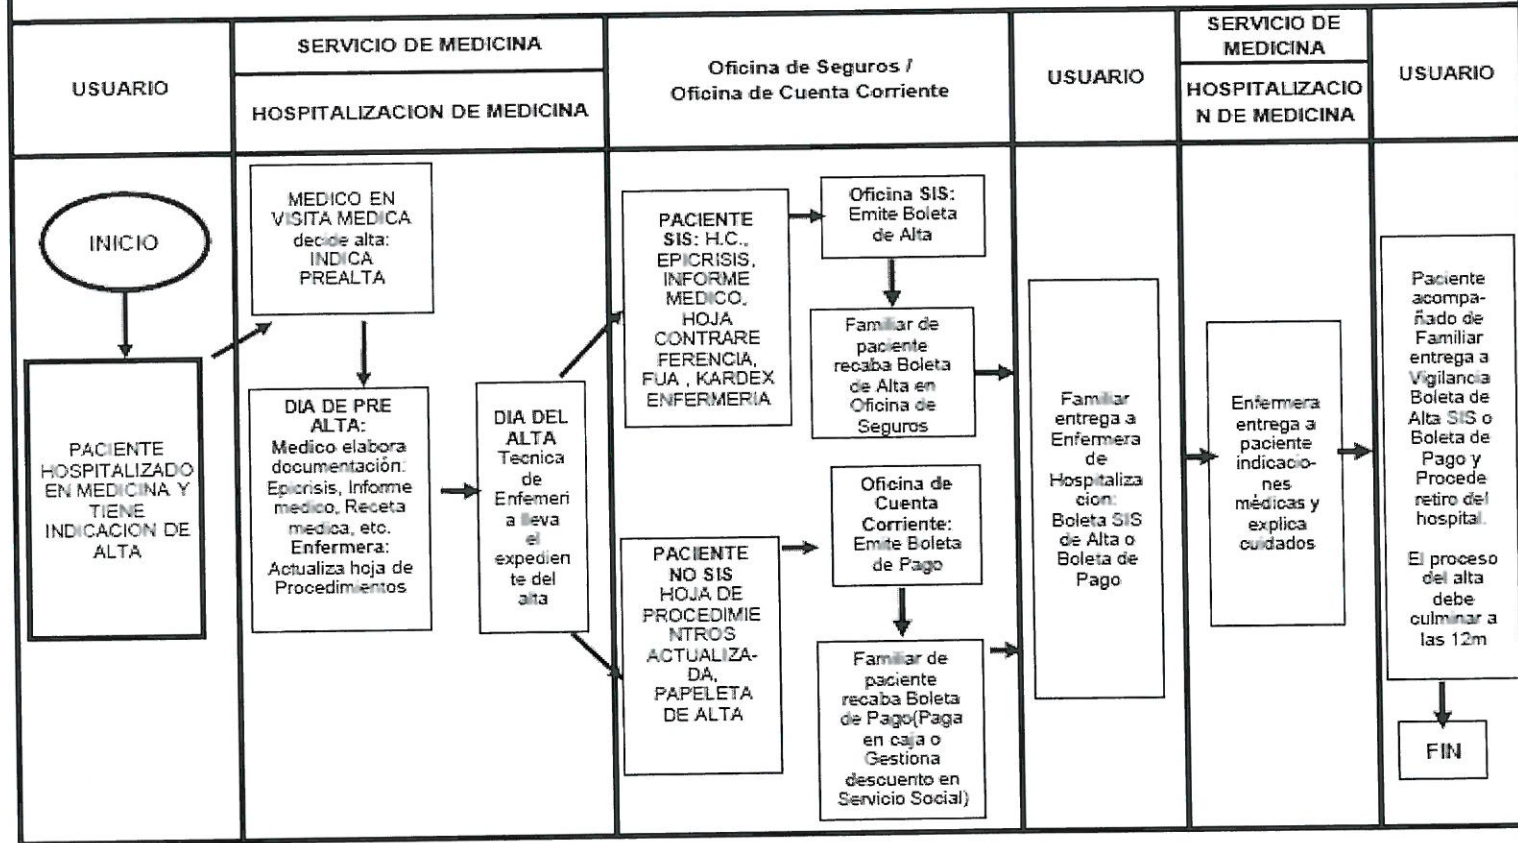 USUARIO
SERVICIO DE MEDICINA
HOSPITALIZACION DE MEDICINA
Oficina de Seguros /
Oficina de Cuenta Corriente
USUARIO
SERVICIO DE
MEDICINA
HOSPITALIZACIO
N DE MEDICINA
USUARIO
INICIO
PACIENTE
HOSPITALIZADO
EN MEDICINA Y
TIENE
INDICACION DE
ALTA
MEDICO EN
VISITA MEDICA
decide alta:
INDICA
PREALTA
DIA DE PRE
ALTA:
Medico elabora
documentación:
Epicrisis, Informe
medico, Receta
medica, etc.
Enfermera:
Actualiza hoja de
Procedimientos
DIA DEL
ALTA
Tecnica
de
Enfemeri
a lleva
el
expedien
te del
alta
PACIENTE
SIS: H.C.,
EPICRISIS,
INFORME
MEDICO,
HOJA
CONTRARE
FERENCIA,
FUA , KARDEX
ENFERMERIA
Oficina SIS:
Emite Boleta
de Alta
Familiar de
paciente
recaba Boleta
de Alta en
Oficina de
Seguros
PACIENTE
NO SIS
HOJA DE
PROCEDIMIE
NTROS
ACTUALIZA-
DA,
PAPELETA
DE ALTA
Oficina de
Cuenta
Corriente:
Emite Boleta
de Pago
Familiar de
paciente
recaba Boleta
de Pago(Paga
en caja o
Gestiona
descuento en
Servicio Social)
Familiar
entrega a
Enfermera
de
Hospitaliza
cion:
Boleta SIS
de Alta o
Boleta de
Pago
Enfermera
entrega a
paciente
indicacio-
nes
médicas y
explica
cuidados
Paciente
acompa-
ñado de
Familiar
entrega a
Vigilancia
Boleta de
Alta SIS o
Boleta de
Pago y
Procede
retiro del
hospital.
El proceso
del alta
debe
culminar a
las 12m
FIN